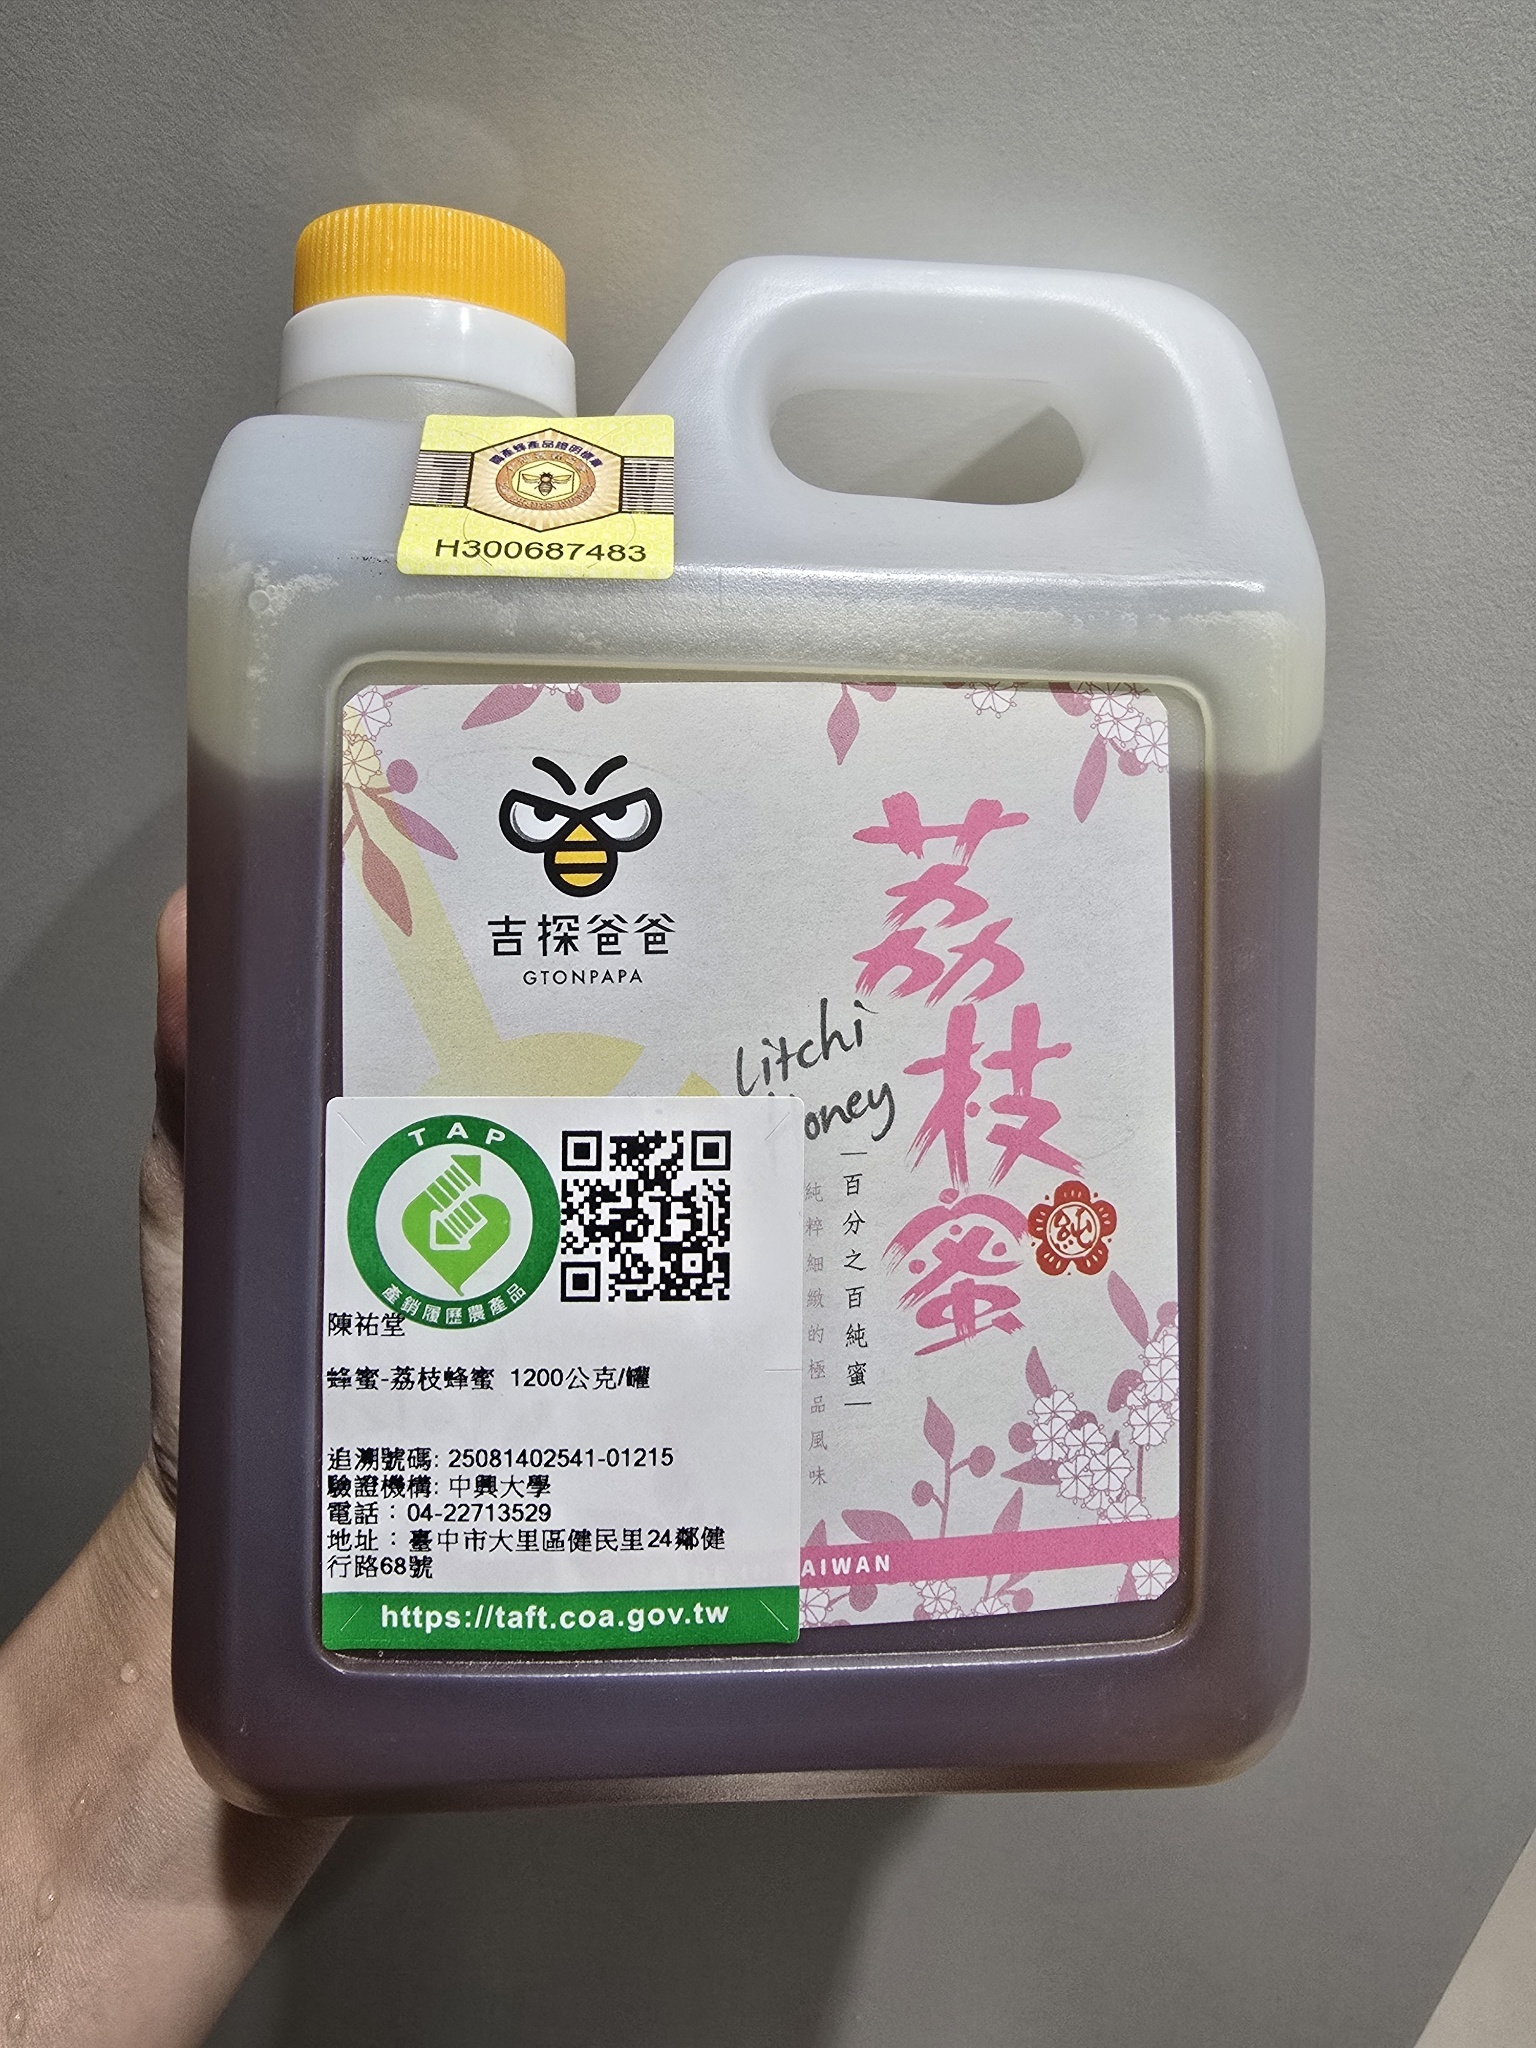 國產蜂產品證明標章
H300687483
吉探爸爸
GTONPAPA
荔枝蜜
Litchi
oney
純
百分之百純蜜
純粹細緻的極品風味
TAP
產銷履歷農產品
陳祐堂
蜂蜜-荔枝蜂蜜 1200公克/罐
追溯號碼: 25081402541-01215
驗證機構: 中興大學
電話：04-22713529
地址：臺中市大里區健民里24鄰健
行路68號
AIWAN
https://taft.coa.gov.tw